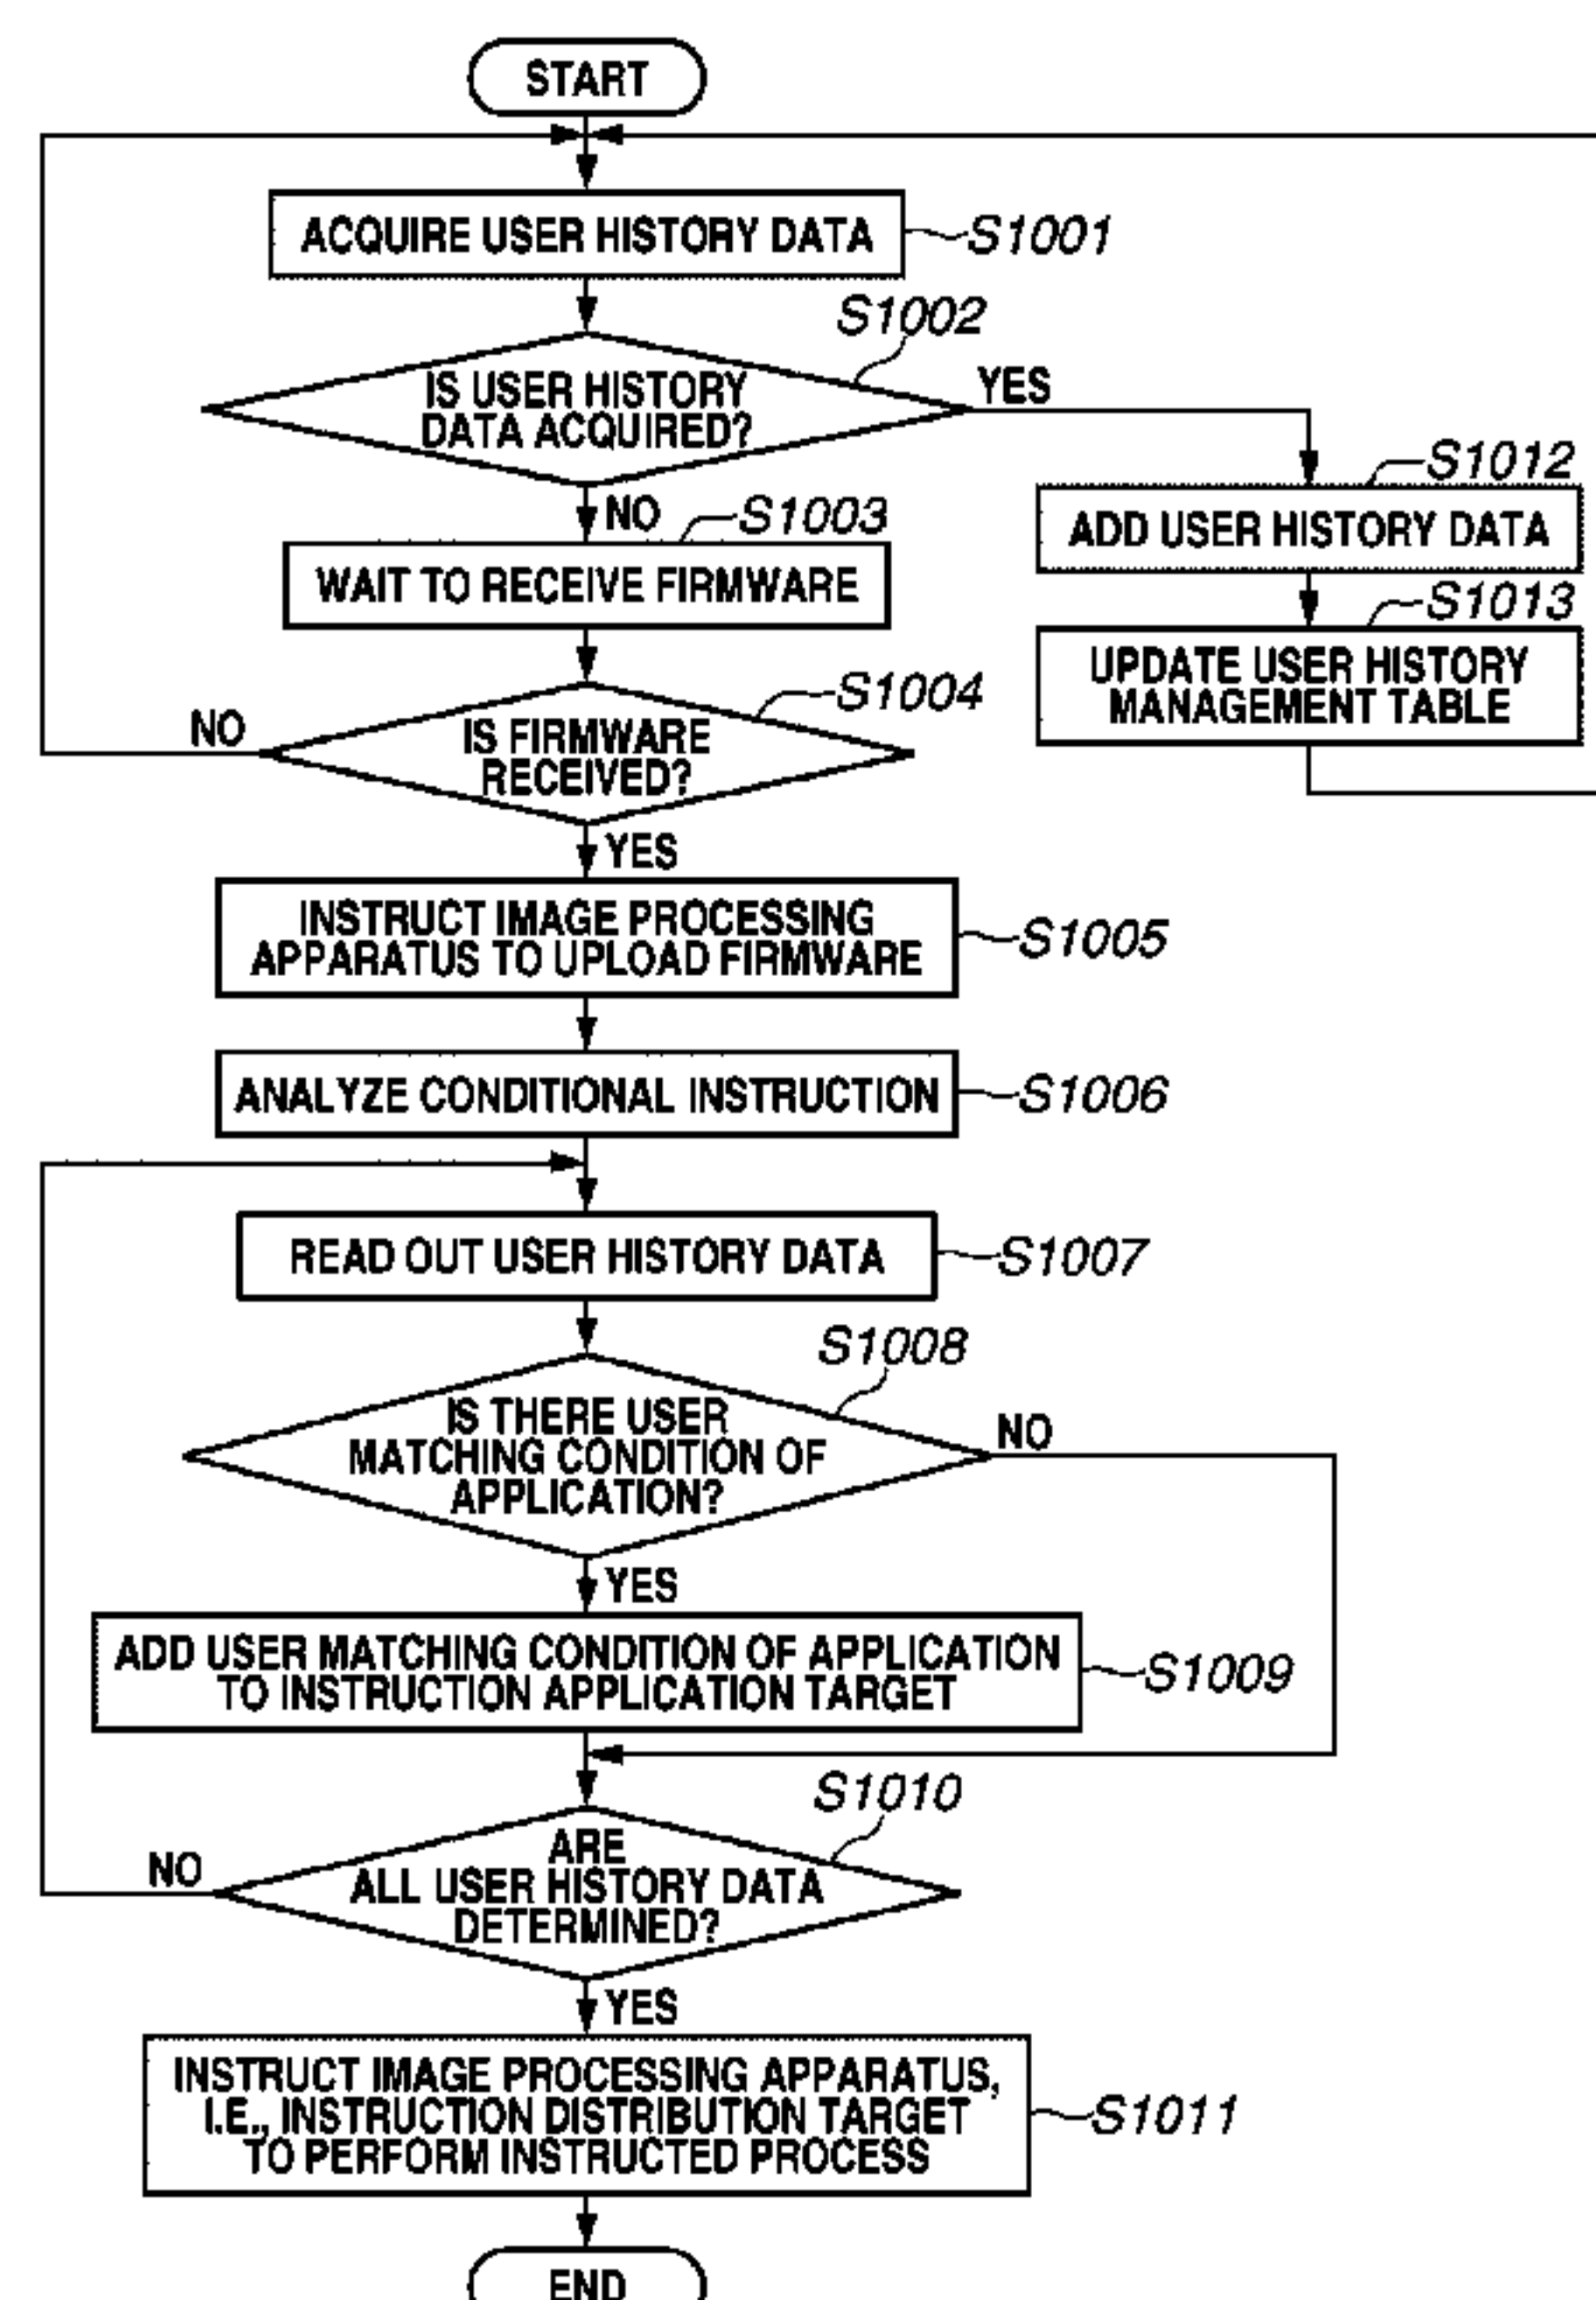 START
ACQUIRE USER HISTORY DATA
S1001
S1002
IS USER HISTORY
DATA ACQUIRED?
YES
NO
S1012
ADD USER HISTORY DATA
S1003
WAIT TO RECEIVE FIRMWARE
S1013
UPDATE USER HISTORY
MANAGEMENT TABLE
S1004
IS FIRMWARE
RECEIVED?
NO
YES
INSTRUCT IMAGE PROCESSING
APPARATUS TO UPLOAD FIRMWARE
S1005
ANALYZE CONDITIONAL INSTRUCTION
S1006
READ OUT USER HISTORY DATA
S1007
S1008
IS THERE USER
MATCHING CONDITION OF
APPLICATION?
NO
YES
ADD USER MATCHING CONDITION OF APPLICATION
TO INSTRUCTION APPLICATION TARGET
S1009
S1010
ARE
ALL USER HISTORY DATA
DETERMINED?
NO
YES
INSTRUCT IMAGE PROCESSING APPARATUS,
I.E., INSTRUCTION DISTRIBUTION TARGET
TO PERFORM INSTRUCTED PROCESS
S1011
END